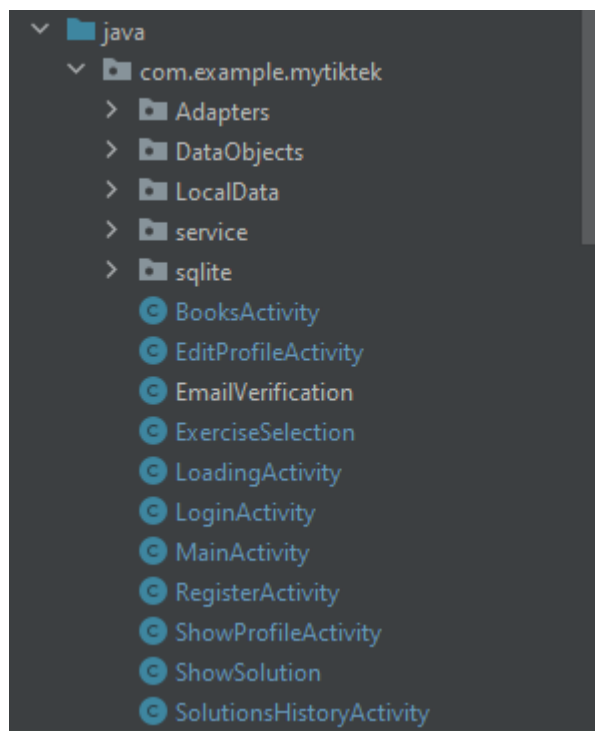 java
com.example.mytiktek
Adapters
DataObjects
LocalData
service
sqlite
C BooksActivity
C EditProfileActivity
C EmailVerification
C ExerciseSelection
C LoadingActivity
C LoginActivity
C MainActivity
C RegisterActivity
C ShowProfileActivity
C ShowSolution
C SolutionsHistoryActivity